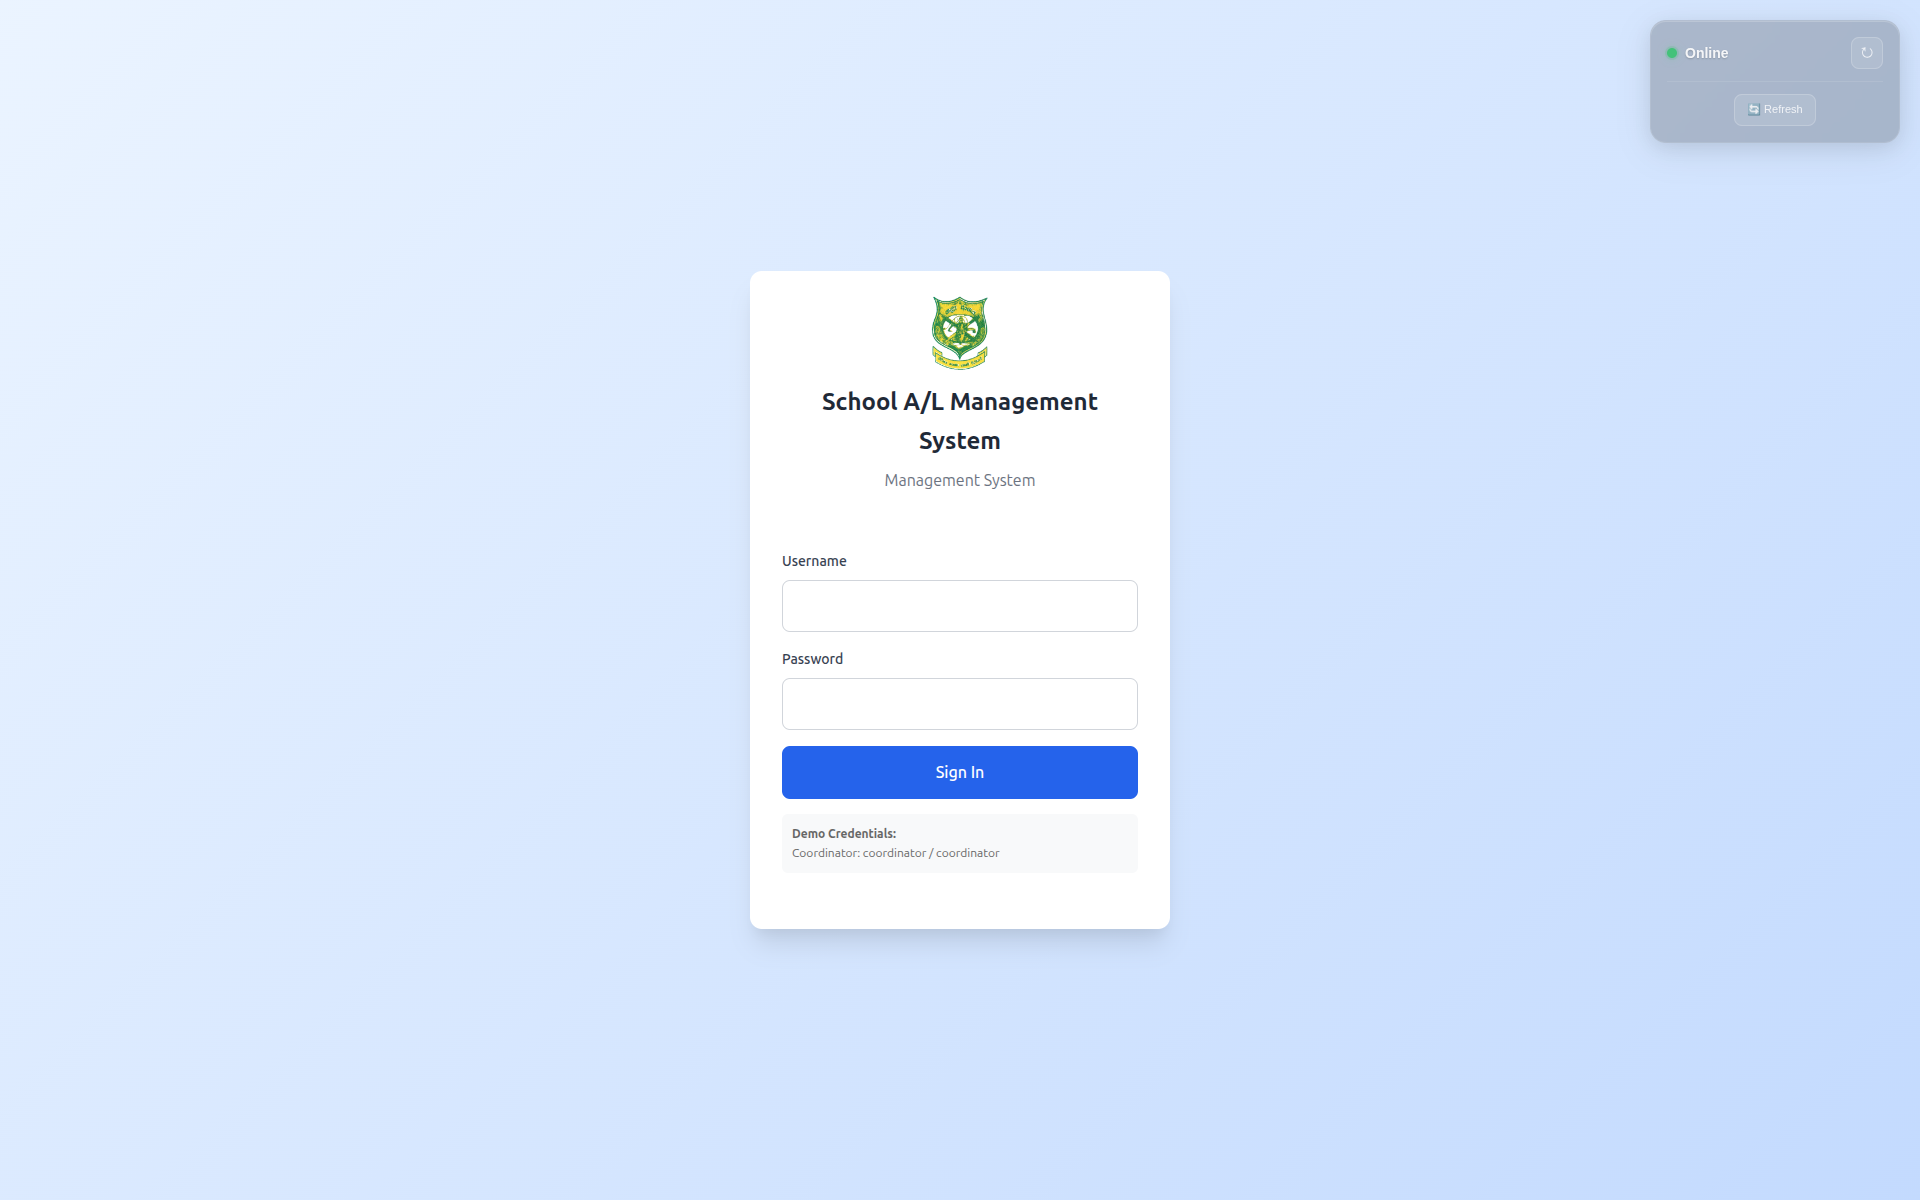 Online
Refresh
School A/L Management
System
Management System
Username
Password
Sign In
Demo Credentials:
Coordinator: coordinator / coordinator